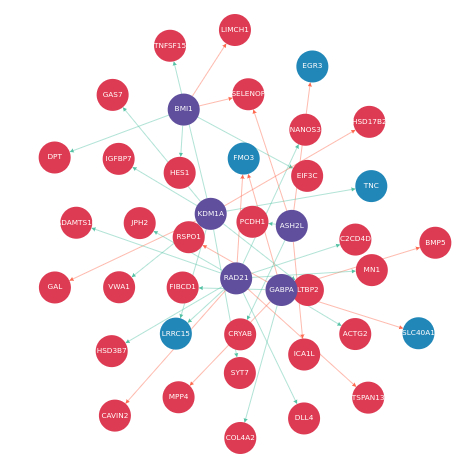 LIMCH1
TNFSF15
EGR3
GAS7
SELENOP
BMI1
HSD17B2
NANOS3
DPT
IGFBP7
FMO3
HES1
EIF3C
TNC
KDM1A
ADAMTS1
JPH2
PCDH1
ASH2L
RSPO1
C2CD4D
BMP5
MN1
RAD21
GAL
VWA1
FIBCD1
GABPA
LTBP2
LRRC15
CRYAB
ACTG2
SLC40A1
HSD3B7
ICA1L
SYT7
MPP4
TSPAN13
CAVIN2
DLL4
COL4A2